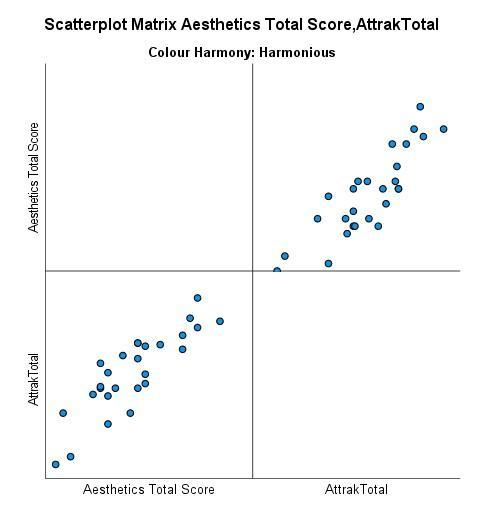 Scatterplot Matrix Aesthetics Total Score,AttrakTotal
Colour Harmony: Harmonious
Aesthetics Total Score
AttrakTotal
Aesthetics Total Score
AttrakTotal